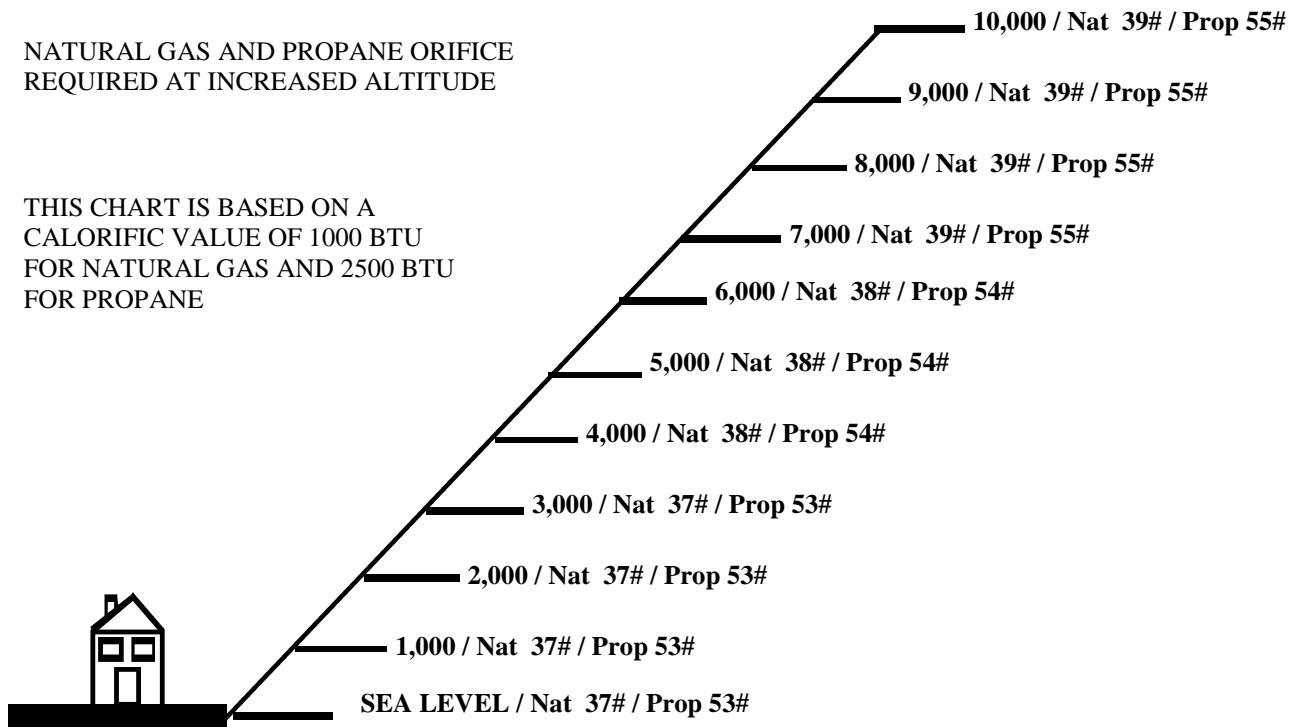 NATURAL GAS AND PROPANE ORIFICE
REQUIRED AT INCREASED ALTITUDE
THIS CHART IS BASED ON A
CALORIFIC VALUE OF 1000 BTU
FOR NATURAL GAS AND 2500 BTU
FOR PROPANE
10,000 / Nat 39# / Prop 55#
9,000 / Nat 39# / Prop 55#
8,000 / Nat 39# / Prop 55#
7,000 / Nat 39# / Prop 55#
6,000 / Nat 38# / Prop 54#
5,000 / Nat 38# / Prop 54#
4,000 / Nat 38# / Prop 54#
3,000 / Nat 37# / Prop 53#
2,000 / Nat 37# / Prop 53#
1,000 / Nat 37# / Prop 53#
SEA LEVEL / Nat 37# / Prop 53#